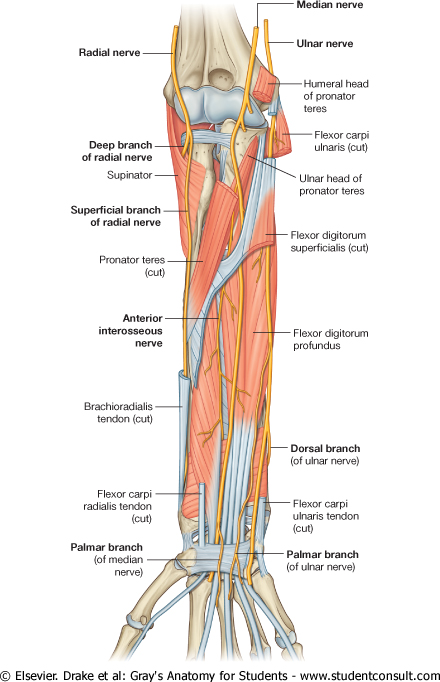 Median nerve
Radial nerve
Ulnar nerve
Humeral head
of pronator
teres
Deep branch
of radial nerve
Flexor carpi
ulnaris (cut)
Supinator
Ulnar head of
pronator teres
Superficial branch
of radial nerve
Flexor digitorum
superficialis (cut)
Pronator teres
(cut)
Anterior
interosseous
nerve
Flexor digitorum
profundus
Brachioradialis
tendon (cut)
Dorsal branch
(of ulnar nerve)
Flexor carpi
radialis tendon
(cut)
Flexor carpi
ulnaris tendon
(cut)
Palmar branch
(of median
nerve)
Palmar branch
(of ulnar nerve)
© Elsevier. Drake et al: Gray's Anatomy for Students - www.studentconsult.com